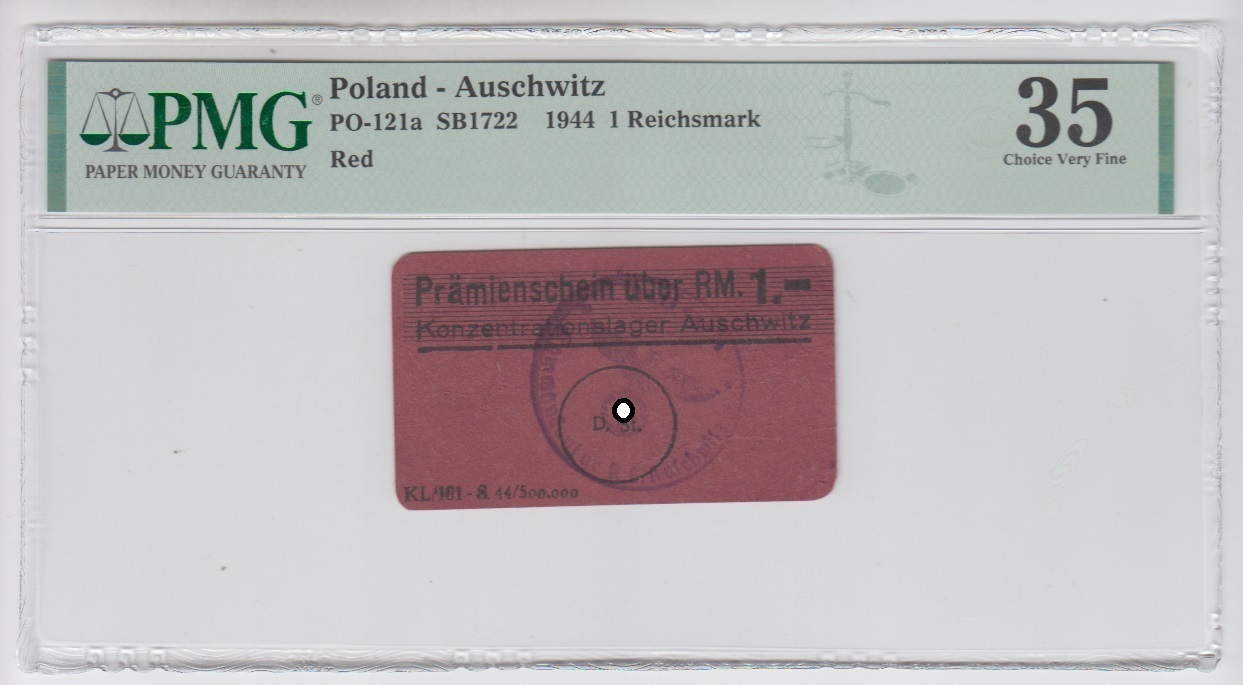 PMG®
PAPER MONEY GUARANTY
Poland - Auschwitz
PO-121a SB1722 1944 1 Reichsmark
Red
35
Choice Very Fine
Prämienschein über RM. 1.-
Konzentrationslager Auschwitz
D. St.
KL/101 - 8. 44/500.000
Auschwitz